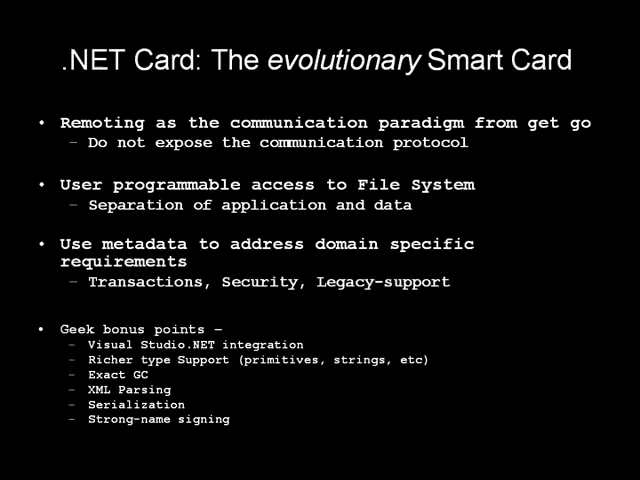 .NET Card: The evolutionary Smart Card
• Remoting as the communication paradigm from get go
– Do not expose the communication protocol
• User programmable access to File System
– Separation of application and data
• Use metadata to address domain specific
requirements
– Transactions, Security, Legacy-support
• Geek bonus points –
– Visual Studio.NET integration
– Richer type Support (primitives, strings, etc)
– Exact GC
– XML Parsing
– Serialization
– Strong-name signing